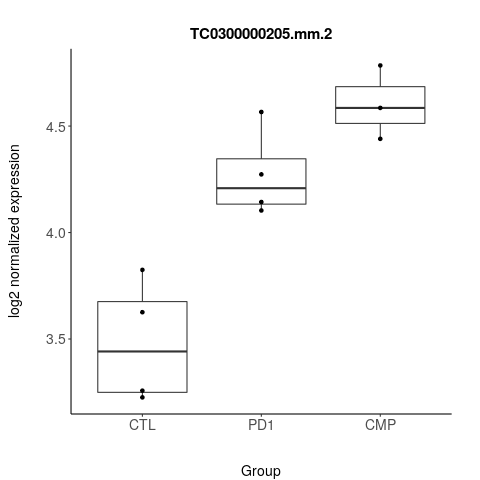 TC0300000205.mm.2
log2 normalized expression
4.5
4.0
3.5
CTL PD1 CMP
Group